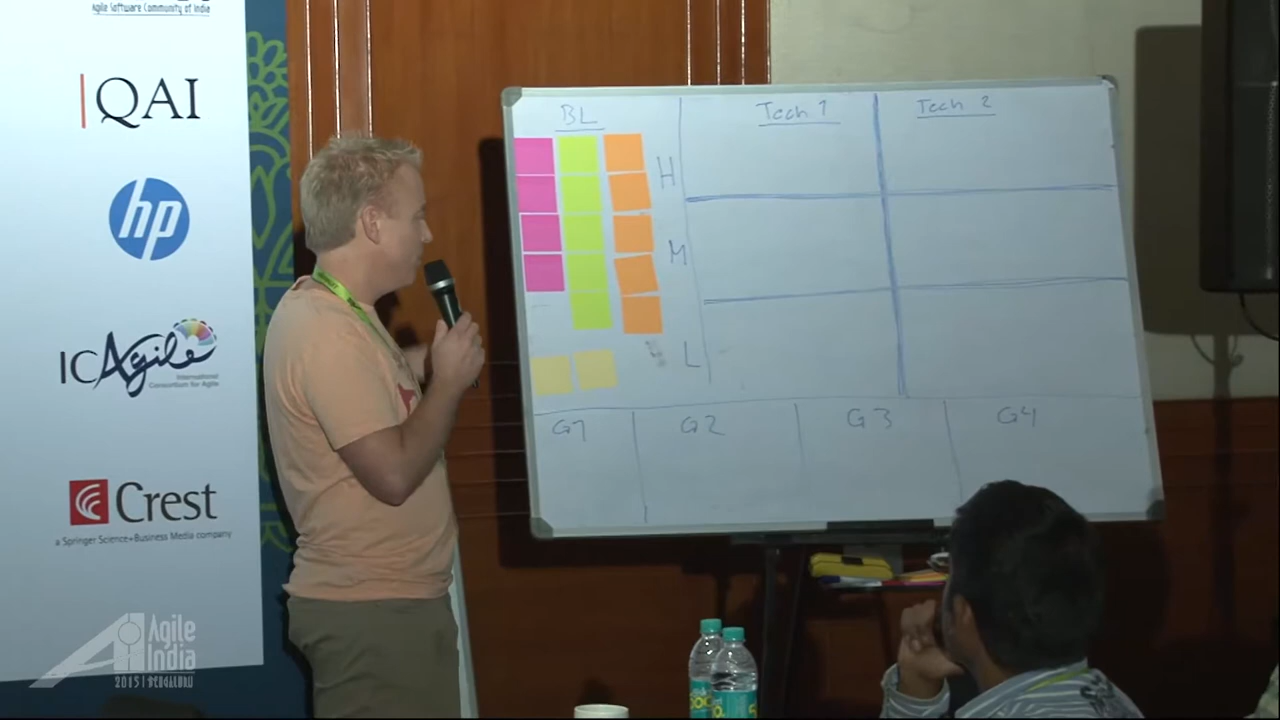 Agile Software Community of India
QAI
hp
ICAgile
International
Consortium for Agile
Crest
a Springer Science+Business Media company
Agile
India
2015 | BENGALURU
BL
Tech 1
Tech 2
H
M
L
G1
G2
G3
G4